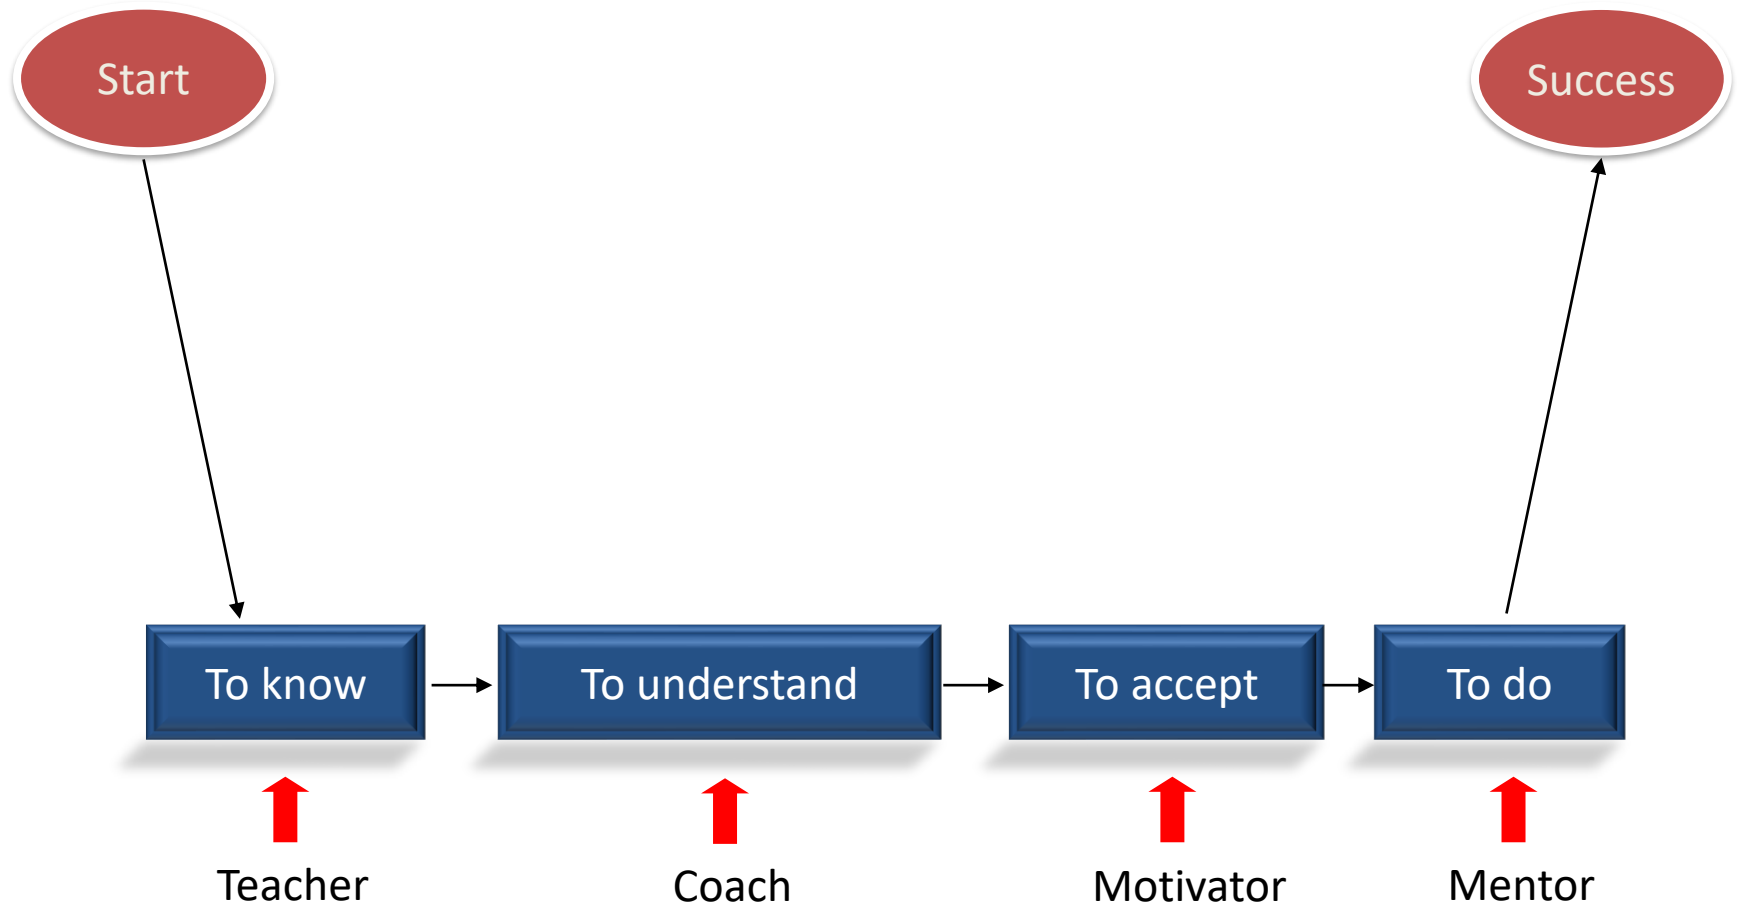 Start
Success
To know
To understand
To accept
To do
Teacher
Coach
Motivator
Mentor